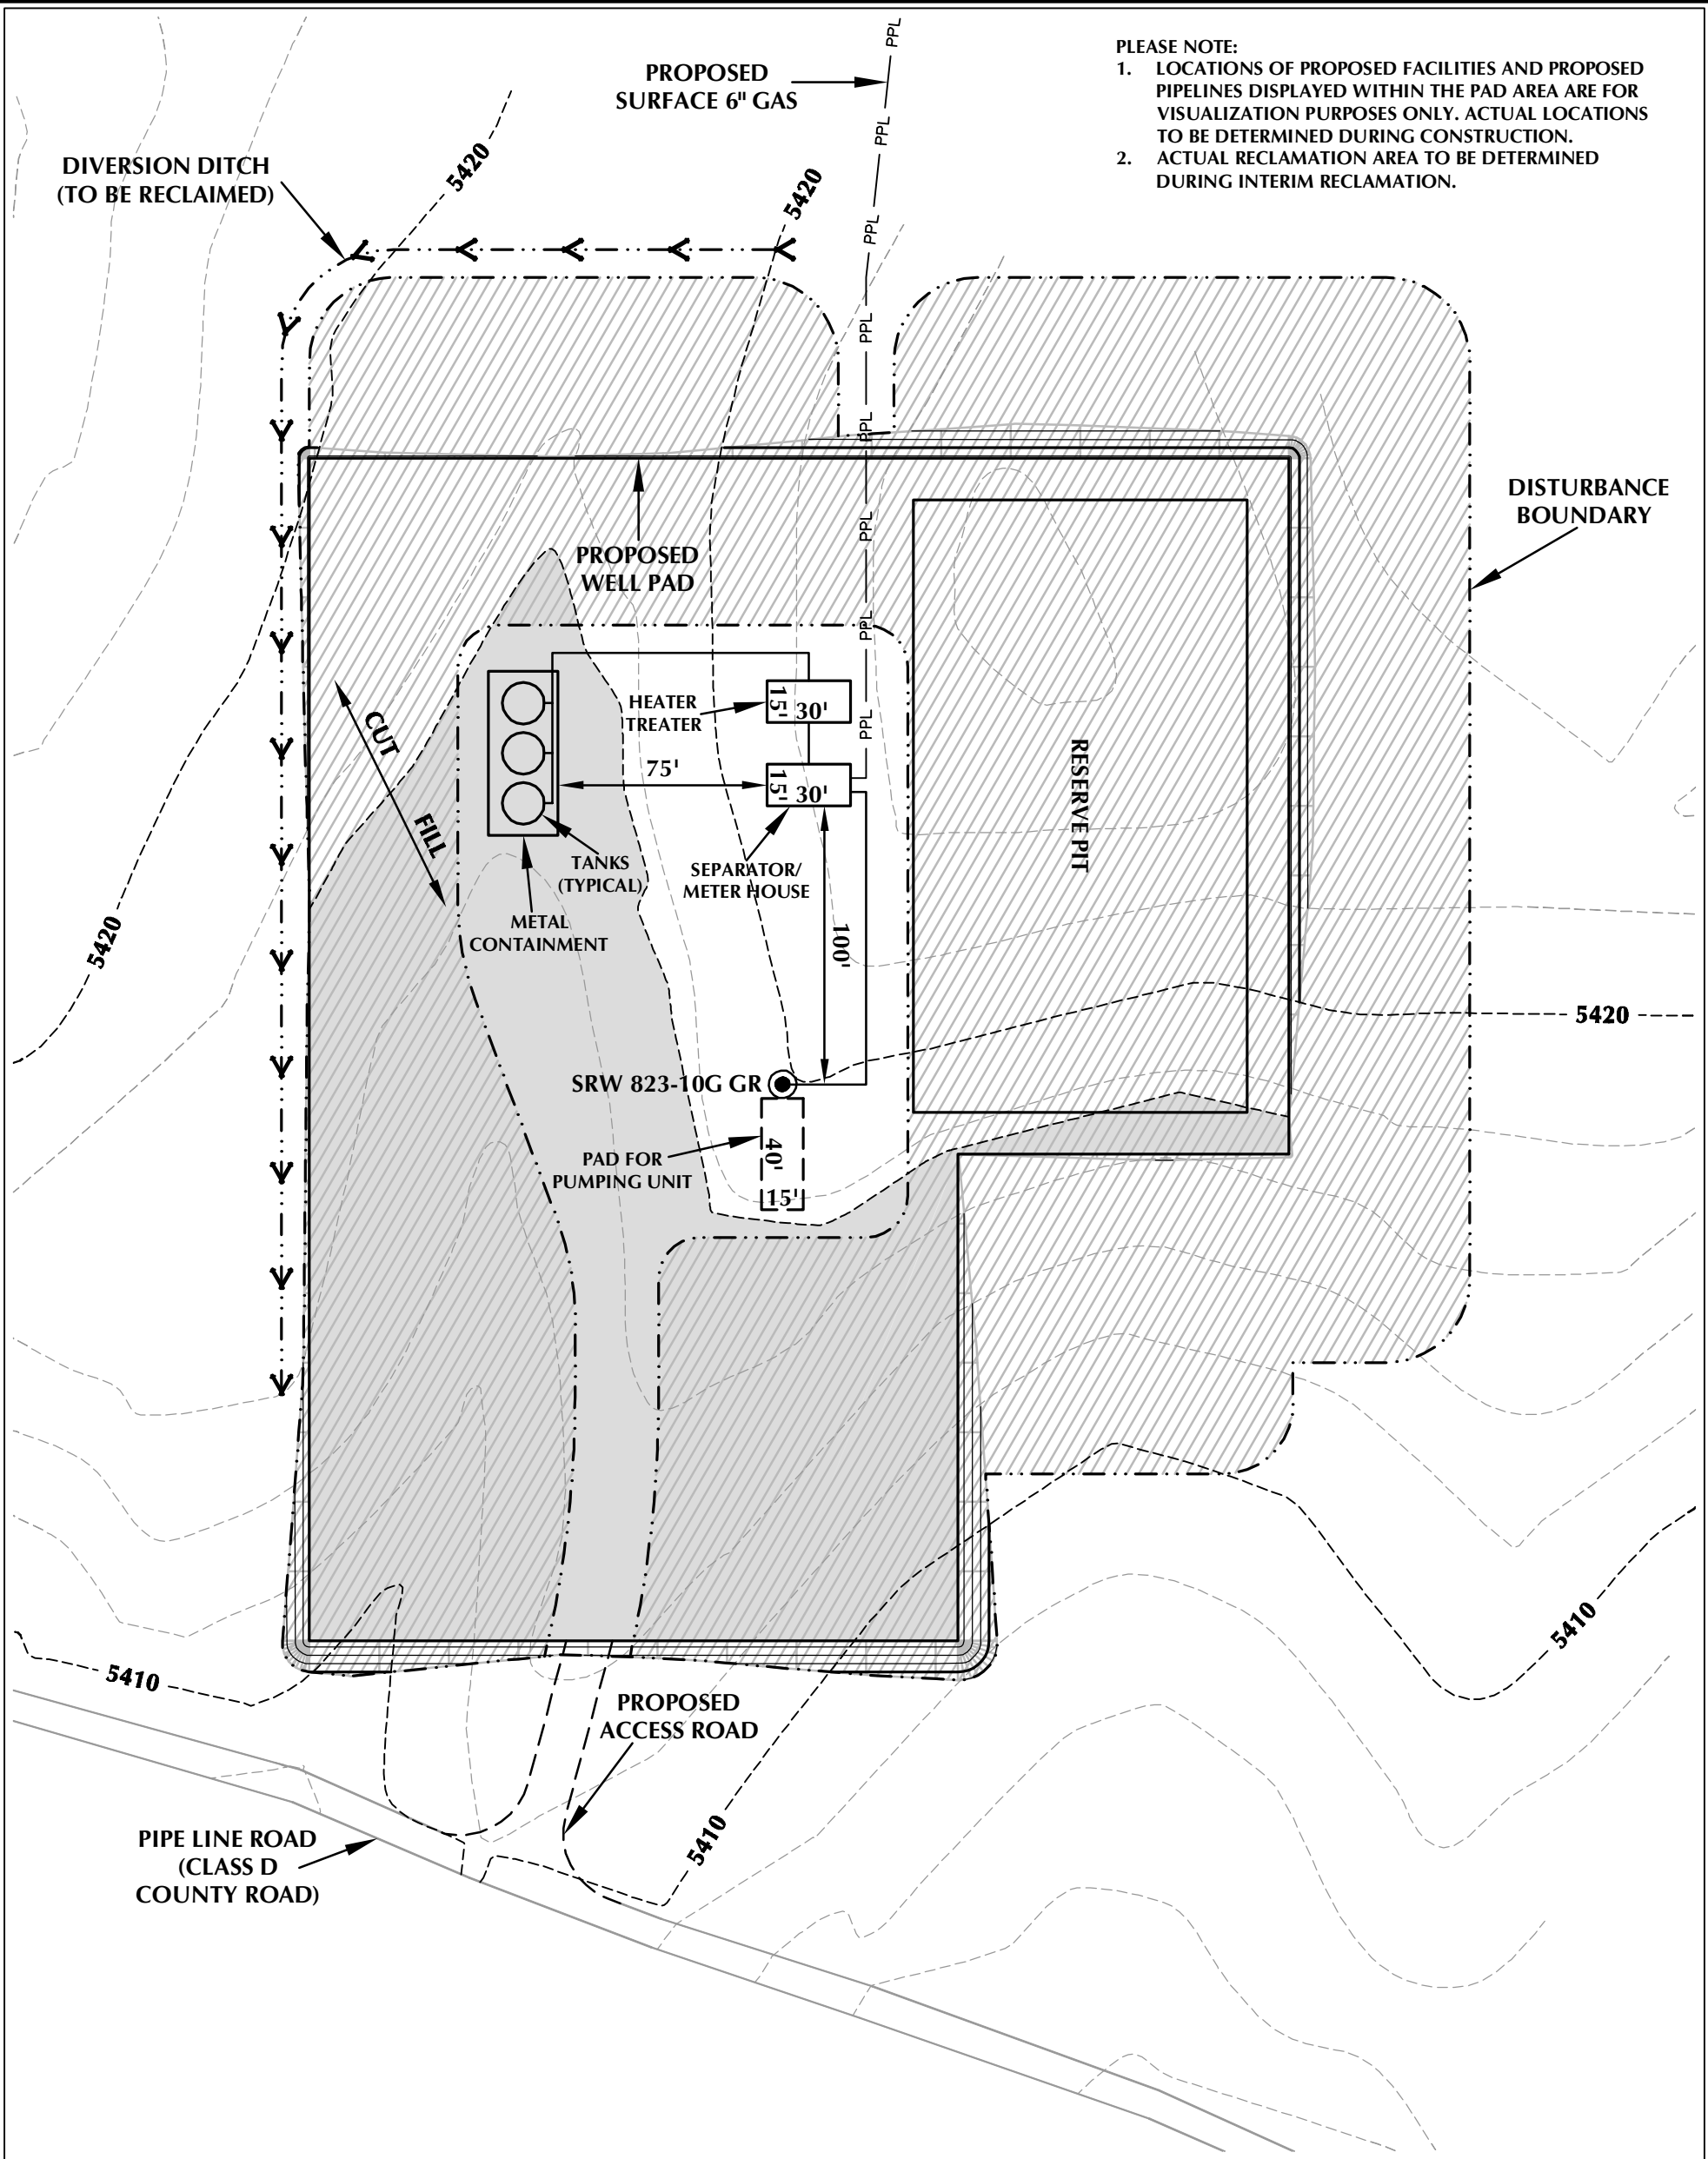 PPL
PLEASE NOTE:
1. LOCATIONS OF PROPOSED FACILITIES AND PROPOSED
PIPELINES DISPLAYED WITHIN THE PAD AREA ARE FOR
VISUALIZATION PURPOSES ONLY. ACTUAL LOCATIONS
TO BE DETERMINED DURING CONSTRUCTION.
2. ACTUAL RECLAMATION AREA TO BE DETERMINED
DURING INTERIM RECLAMATION.
PROPOSED
SURFACE 6" GAS
PPL
DIVERSION DITCH
(TO BE RECLAIMED)
5420
5420
PPL
PPL
PPL
PPL
PPL
PPL
PPL
DISTURBANCE
BOUNDARY
PROPOSED
WELL PAD
HEATER
TREATER
15'
30'
CUT
FILL
75'
15'
30'
RESERVE PIT
TANKS
(TYPICAL)
SEPARATOR/
METER HOUSE
METAL
CONTAINMENT
100'
5420
5420
SRW 823-10G GR
PAD FOR
PUMPING UNIT
40'
15'
5410
5410
PROPOSED
ACCESS ROAD
5410
PIPE LINE ROAD
(CLASS D
COUNTY ROAD)